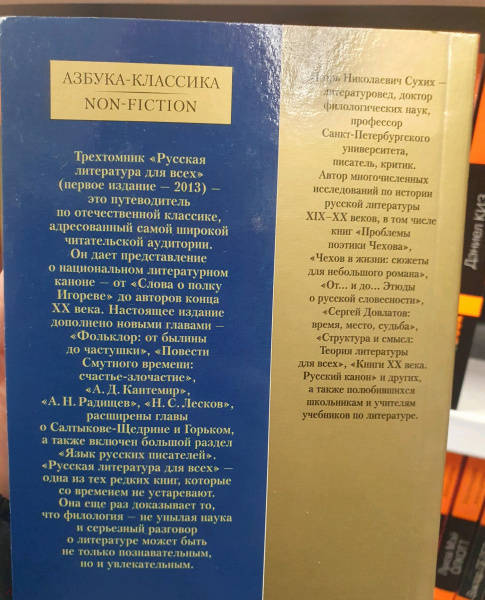 АЗБУКА-КЛАССИКА
NON-FICTION
Трехтомник «Русская
литература для всех»
(первое издание — 2013) —
это путеводитель
по отечественной классике,
адресованный самой широкой
читательской аудитории.
Он дает представление
о национальном литературном
каноне — от «Слова о полку
Игореве» до авторов конца
XX века. Настоящее издание
дополнено новыми главами —
«Фольклор: от былины
до частушки», «Повести
Смутного времени:
счастье-злочастие»,
«А. Д. Кантемир»,
«А. Н. Радищев», «Н. С. Лесков»,
расширены главы
о Салтыкове-Щедрине и Горьком,
а также включен большой раздел
«Язык русских писателей».
«Русская литература для всех» —
одна из тех редких книг, которые
со временем не устаревают.
Она еще раз доказывает то,
что филология — не унылая наука
и серьезный разговор
о литературе может быть
не только познавательным,
но и увлекательным.
Игорь Николаевич Сухих —
литературовед, доктор
филологических наук,
профессор
Санкт-Петербургского
университета,
писатель, критик.
Автор многочисленных
исследований по истории
русской литературы
XIX–XX веков, в том числе
книг «Проблемы
поэтики Чехова»,
«Чехов в жизни: сюжеты
для небольшого романа»,
«От... и до... Этюды
о русской словесности»,
«Сергей Довлатов:
время, место, судьба»,
«Структура и смысл:
Теория литературы
для всех», «Книги XX века.
Русский канон» и других,
а также полюбившихся
школьникам и учителям
учебников по литературе.
Дэниел КИЗ